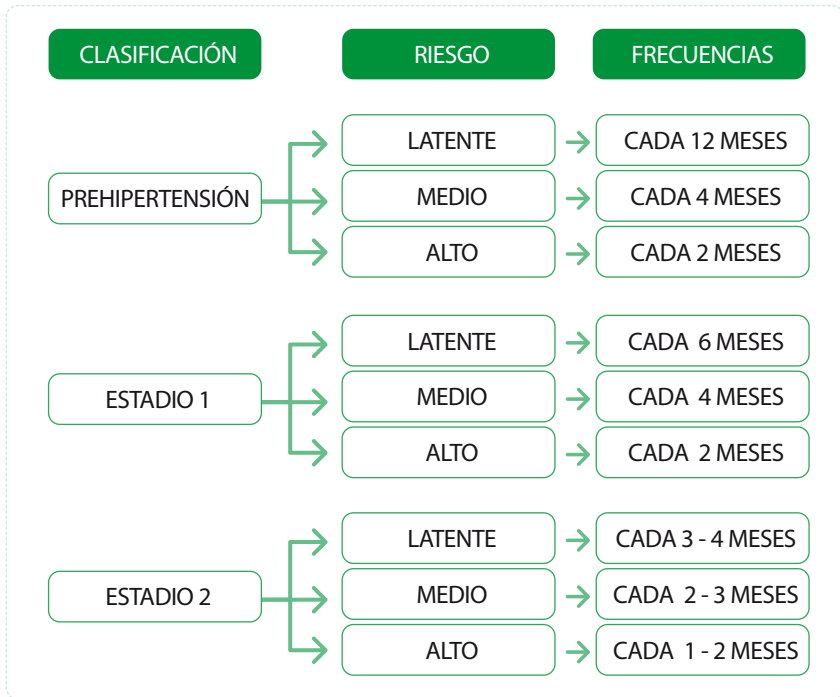 CLASIFICACIÓN RIESGO FRECUENCIAS
LATENTE CADA 12 MESES
PREHIPERTENSIÓN MEDIO CADA 4 MESES
ALTO CADA 2 MESES
LATENTE CADA 6 MESES
ESTADIO 1 MEDIO CADA 4 MESES
ALTO CADA 2 MESES
LATENTE CADA 3 - 4 MESES
ESTADIO 2 MEDIO CADA 2 - 3 MESES
ALTO CADA 1 - 2 MESES